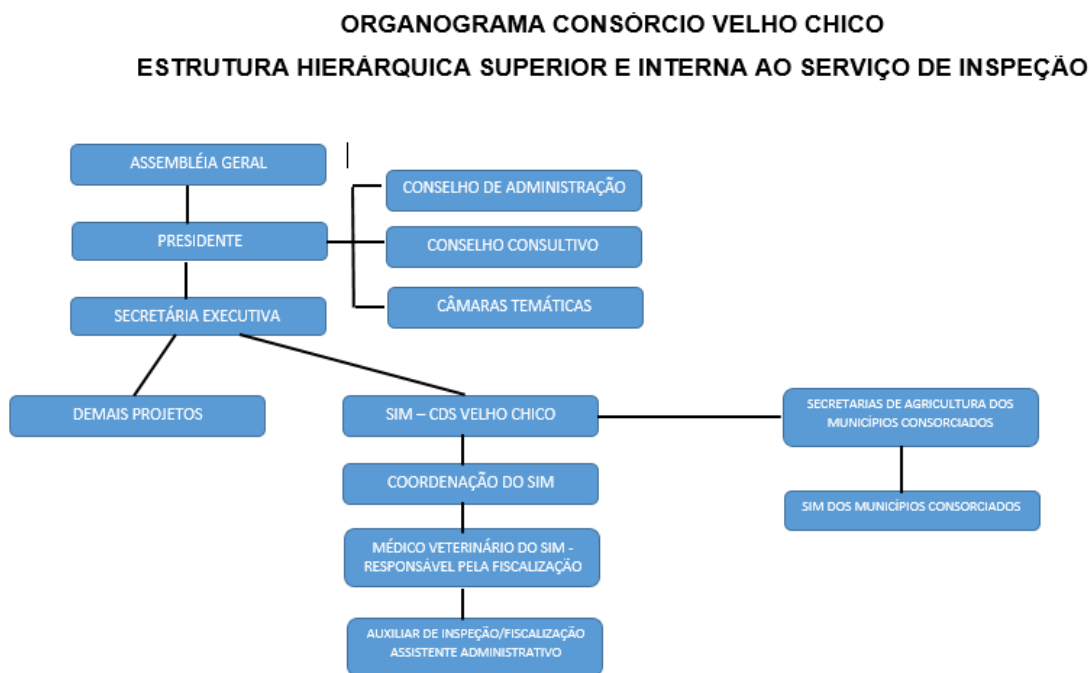 ORGANOGRAMA CONSÓRCIO VELHO CHICO
ESTRUTURA HIERÁRQUICA SUPERIOR E INTERNA AO SERVIÇO DE INSPEÇÃO
ASSEMBLÉIA GERAL
CONSELHO DE ADMINISTRAÇÃO
PRESIDENTE
CONSELHO CONSULTIVO
SECRETÁRIA EXECUTIVA
CÂMARAS TEMÁTICAS
DEMAIS PROJETOS
SIM – CDS VELHO CHICO
SECRETARIAS DE AGRICULTURA DOS
MUNICÍPIOS CONSORCIADOS
COORDENAÇÃO DO SIM
SIM DOS MUNICÍPIOS CONSORCIADOS
MÉDICO VETERINÁRIO DO SIM -
RESPONSÁVEL PELA FISCALIZAÇÃO
AUXILIAR DE INSPEÇÃO/FISCALIZAÇÃO
ASSISTENTE ADMINISTRATIVO